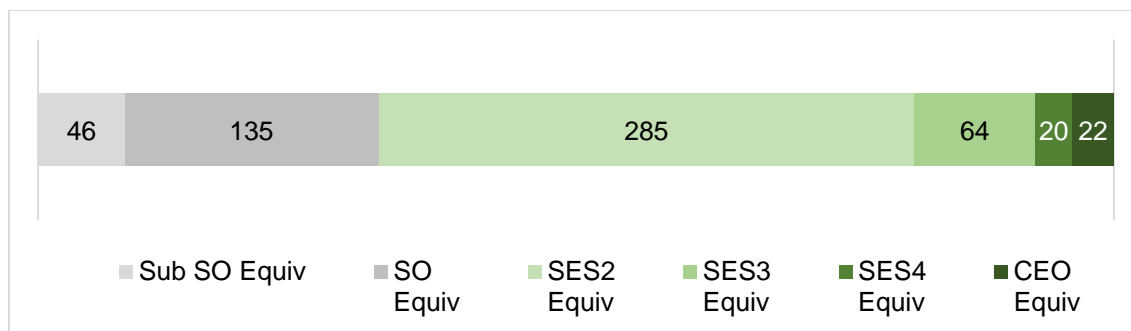 46 135 285 64 20 22
Sub SO Equiv SO Equiv SES2 Equiv SES3 Equiv SES4 Equiv CEO Equiv